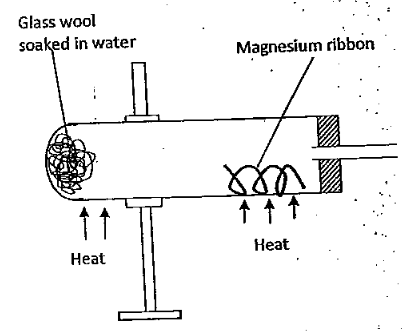 Glass wool
soaked in water
Magnesium ribbon
Heat
Heat